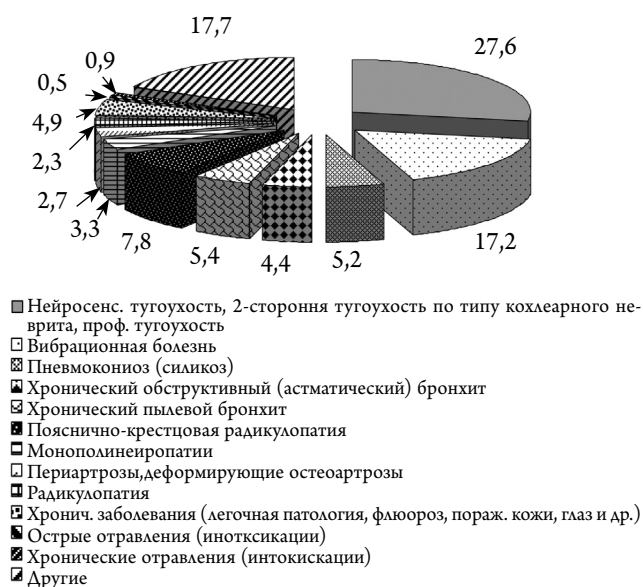 17,7
27,6
0,9
0,5
4,9
2,3
2,7
3,3
7,8
5,4
4,4
5,2
17,2
Нейросенс. тугоухость, 2-стороння тугоухость по типу кохлеарного не-
врита, проф. тугоухость
Вибрационная болезнь
Пневмокониоз (силикоз)
Хронический обструктивный (астматический) бронхит
Хронический пылевой бронхит
Пояснично-крестцовая радикулопатия
Монополинеиропатии
Периартрозы,деформирующие остеоартрозы
Радикулопатия
Хронич. заболевания (легочная патология, флюороз, пораж. кожи, глаз и др.)
Острые отравления (инотксикации)
Хронические отравления (интокискации)
Другие